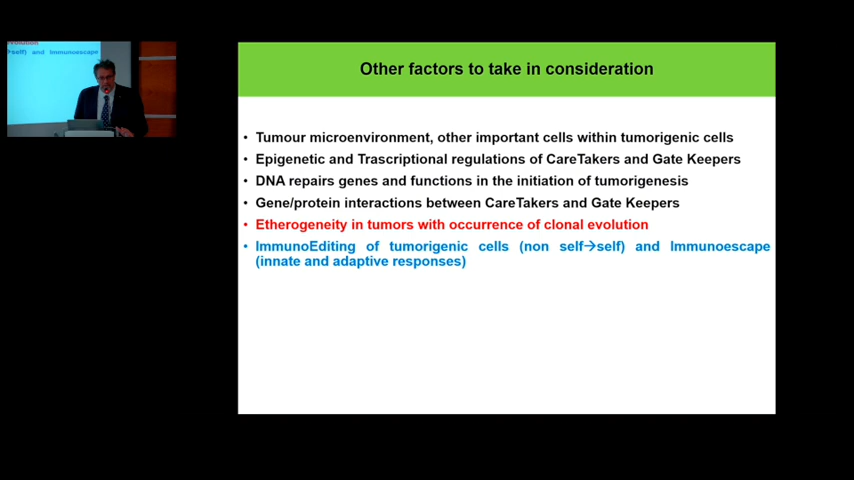 Other factors to take in consideration
• Tumour microenvironment, other important cells within tumorigenic cells
• Epigenetic and Trascriptional regulations of CareTakers and Gate Keepers
• DNA repairs genes and functions in the initiation of tumorigenesis
• Gene/protein interactions between CareTakers and Gate Keepers
• Etherogeneity in tumors with occurrence of clonal evolution
• ImmunoEditing of tumorigenic cells (non self→self) and Immunoescape
(innate and adaptive responses)
self) and Immunoescape